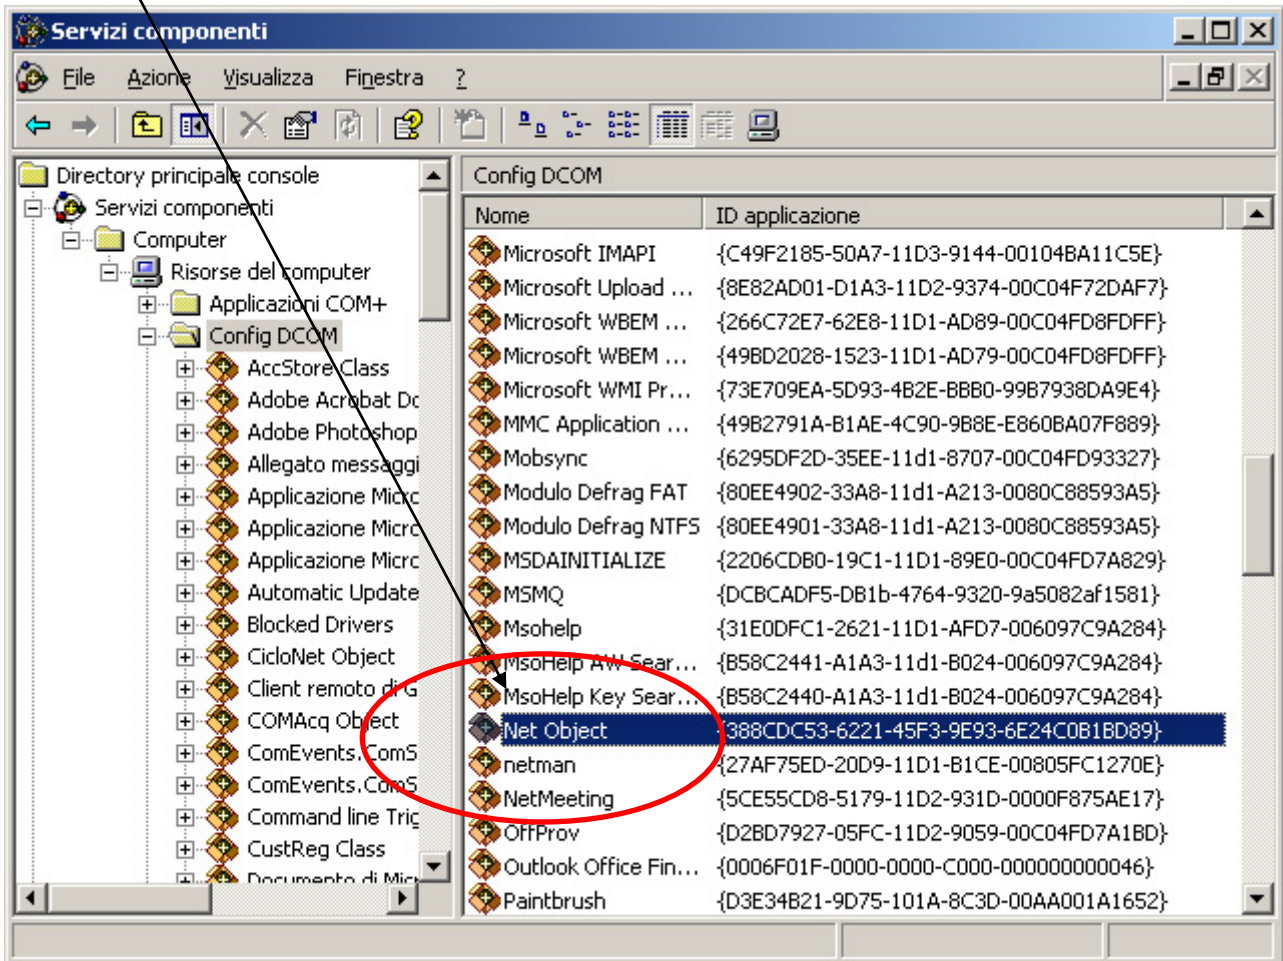 Servizi componenti
File Azione Visualizza Finestra ?
Directory principale console
Servizi componenti
Computer
Risorse del computer
Applicazioni COM+
Config DCOM
AccStore Class
Adobe Acrobat Dc
Adobe Photoshop
Allegato messaggi
Applicazione Micro
Applicazione Micro
Applicazione Micro
Automatic Update
Blocked Drivers
CicloNet Object
Client remoto di G
COMAcq Object
ComEvents.ComS
ComEvents.ComS
Command line Trig
CustReg Class
Documento di Micr
Config DCOM
Nome ID applicazione
Microsoft IMAPI {C49F2185-50A7-11D3-9144-00104BA11C5E}
Microsoft Upload ... {8E82AD01-D1A3-11D2-9374-00C04F72DAF7}
Microsoft WBEM ... {266C72E7-62E8-11D1-AD89-00C04FD8FDFF}
Microsoft WBEM ... {49BD2028-1523-11D1-AD79-00C04FD8FDFF}
Microsoft WMI Pr... {73E709EA-5D93-4B2E-BBB0-99B7938DA9E4}
MMC Application ... {49B2791A-B1AE-4C90-9B8E-E860BA07F889}
Mobsync {6295DF2D-35EE-11d1-8707-00C04FD93327}
Modulo Defrag FAT {80EE4902-33A8-11d1-A213-0080C88593A5}
Modulo Defrag NTFS {80EE4901-33A8-11d1-A213-0080C88593A5}
MSDAINITIALIZE {2206CDB0-19C1-11D1-89E0-00C04FD7A829}
MSMQ {DCBCADF5-DB1b-4764-9320-9a5082af1581}
Msohelp {31E0DFC1-2621-11D1-AFD7-006097C9A284}
MsoHelp AW Sear... {B58C2441-A1A3-11d1-B024-006097C9A284}
MsoHelp Key Sear... {B58C2440-A1A3-11d1-B024-006097C9A284}
Net Object {388CDC53-6221-45F3-9E93-6E24C0B1BD89}
netman {27AF75ED-20D9-11D1-B1CE-00805FC1270E}
NetMeeting {5CE55CD8-5179-11D2-931D-0000F875AE17}
OffProv {D2BD7927-05FC-11D2-9059-00C04FD7A1BD}
Outlook Office Fin... {0006F01F-0000-0000-C000-000000000046}
Paintbrush {D3E34B21-9D75-101A-8C3D-00AA001A1652}